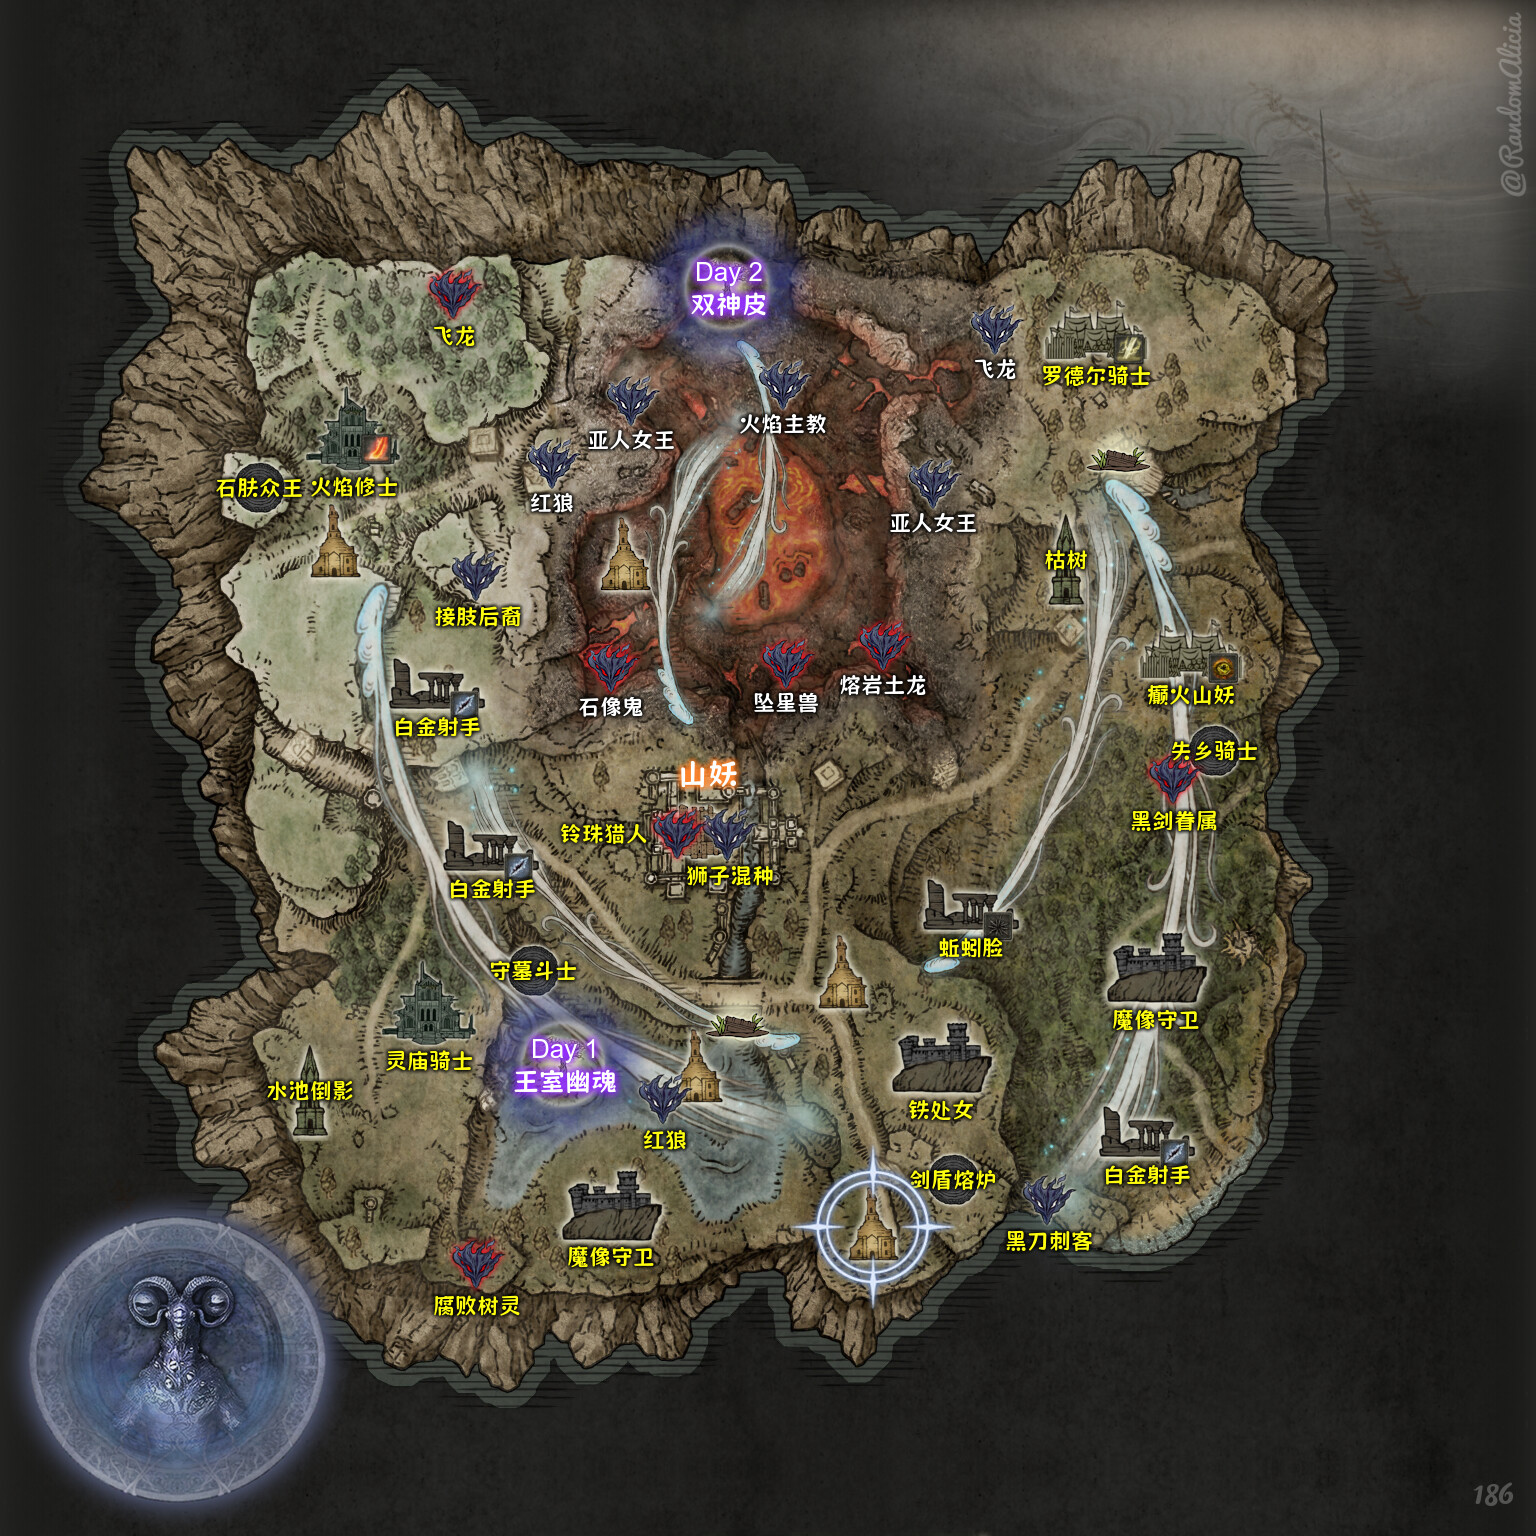 @RandomAlicia
Day 2
双神皮
飞龙
飞龙
罗德尔骑士
火焰主教
亚人女王
石肤众王
火焰修士
红狼
亚人女王
枯树
接肢后裔
癫火山妖
熔岩土龙
石像鬼
坠星兽
白金射手
失乡骑士
山妖
黑剑眷属
铃珠猎人
狮子混种
白金射手
蚯蚓脸
守墓斗士
魔像守卫
Day 1
王室幽魂
灵庙骑士
水池倒影
铁处女
红狼
剑盾熔炉
白金射手
黑刀刺客
魔像守卫
腐败树灵
186